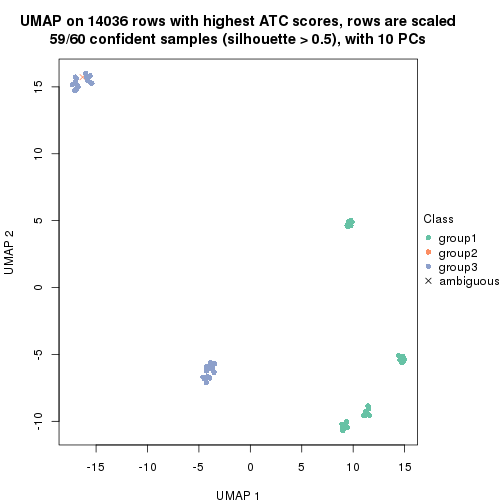 UMAP on 14036 rows with highest ATC scores, rows are scaled
59/60 confident samples (silhouette > 0.5), with 10 PCs
15
10
5
0
-5
-10
UMAP 2
-15
-10
-5
0
5
10
15
UMAP 1
Class
group1
group2
group3
ambiguous